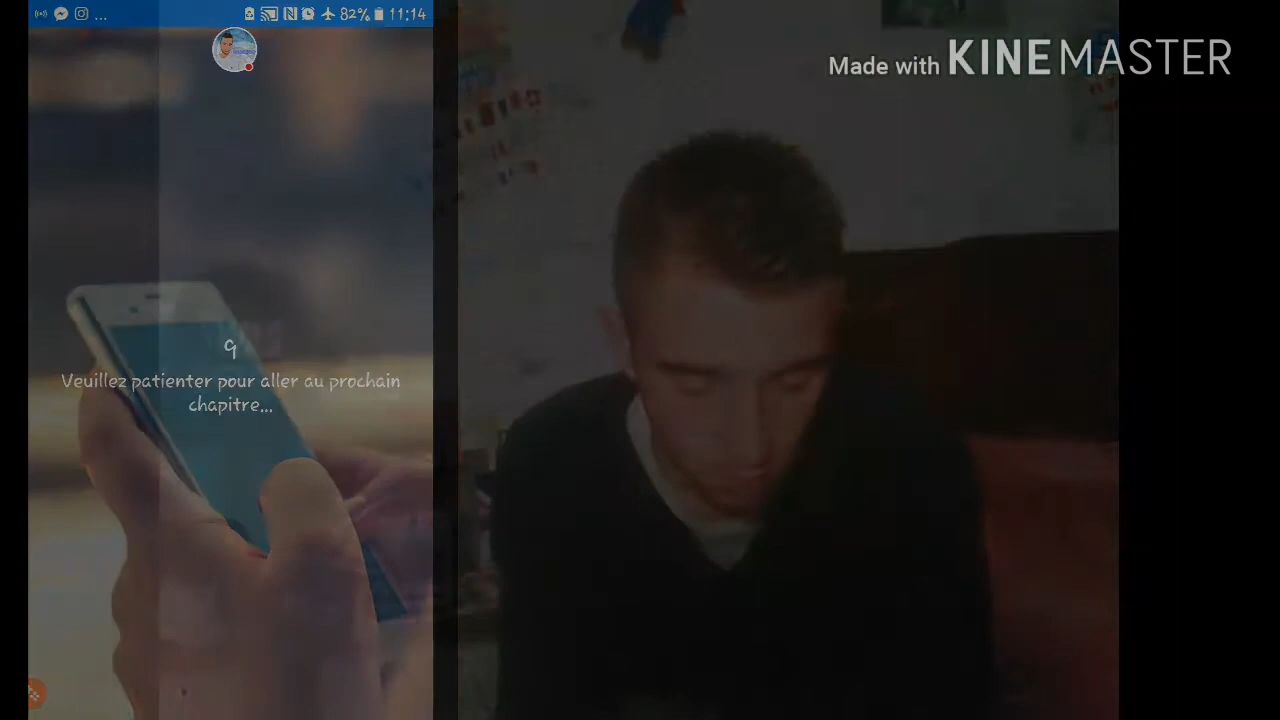 ... 82% 11:14
Made with KINEMASTER
9
Veuillez patienter pour aller au prochain
chapitre...